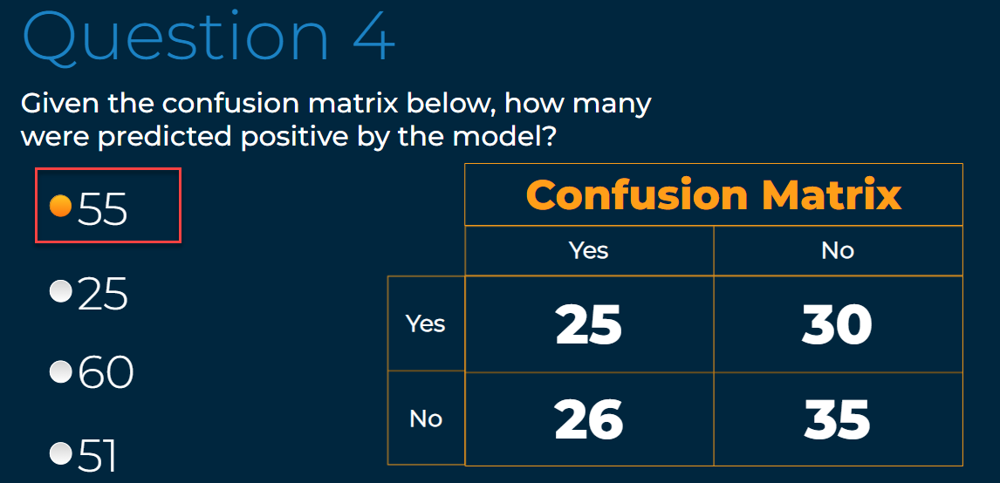 Question 4
Given the confusion matrix below, how many
were predicted positive by the model?
55
25
60
51
Confusion Matrix
Yes No
Yes 25 30
No 26 35